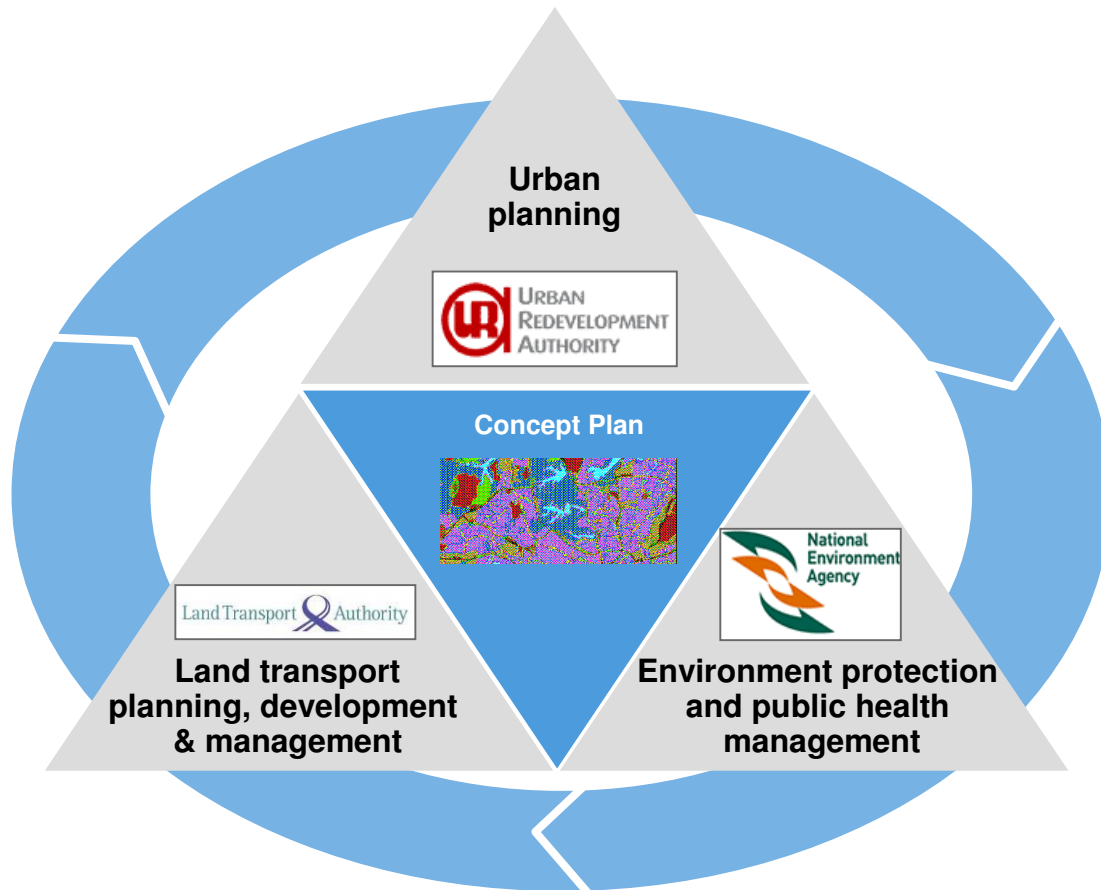 Urban
planning
URBAN
REDEVELOPMENT
AUTHORITY
Concept Plan
National
Environment
Agency
Land Transport Authority
Land transport
planning, development
& management
Environment protection
and public health
management